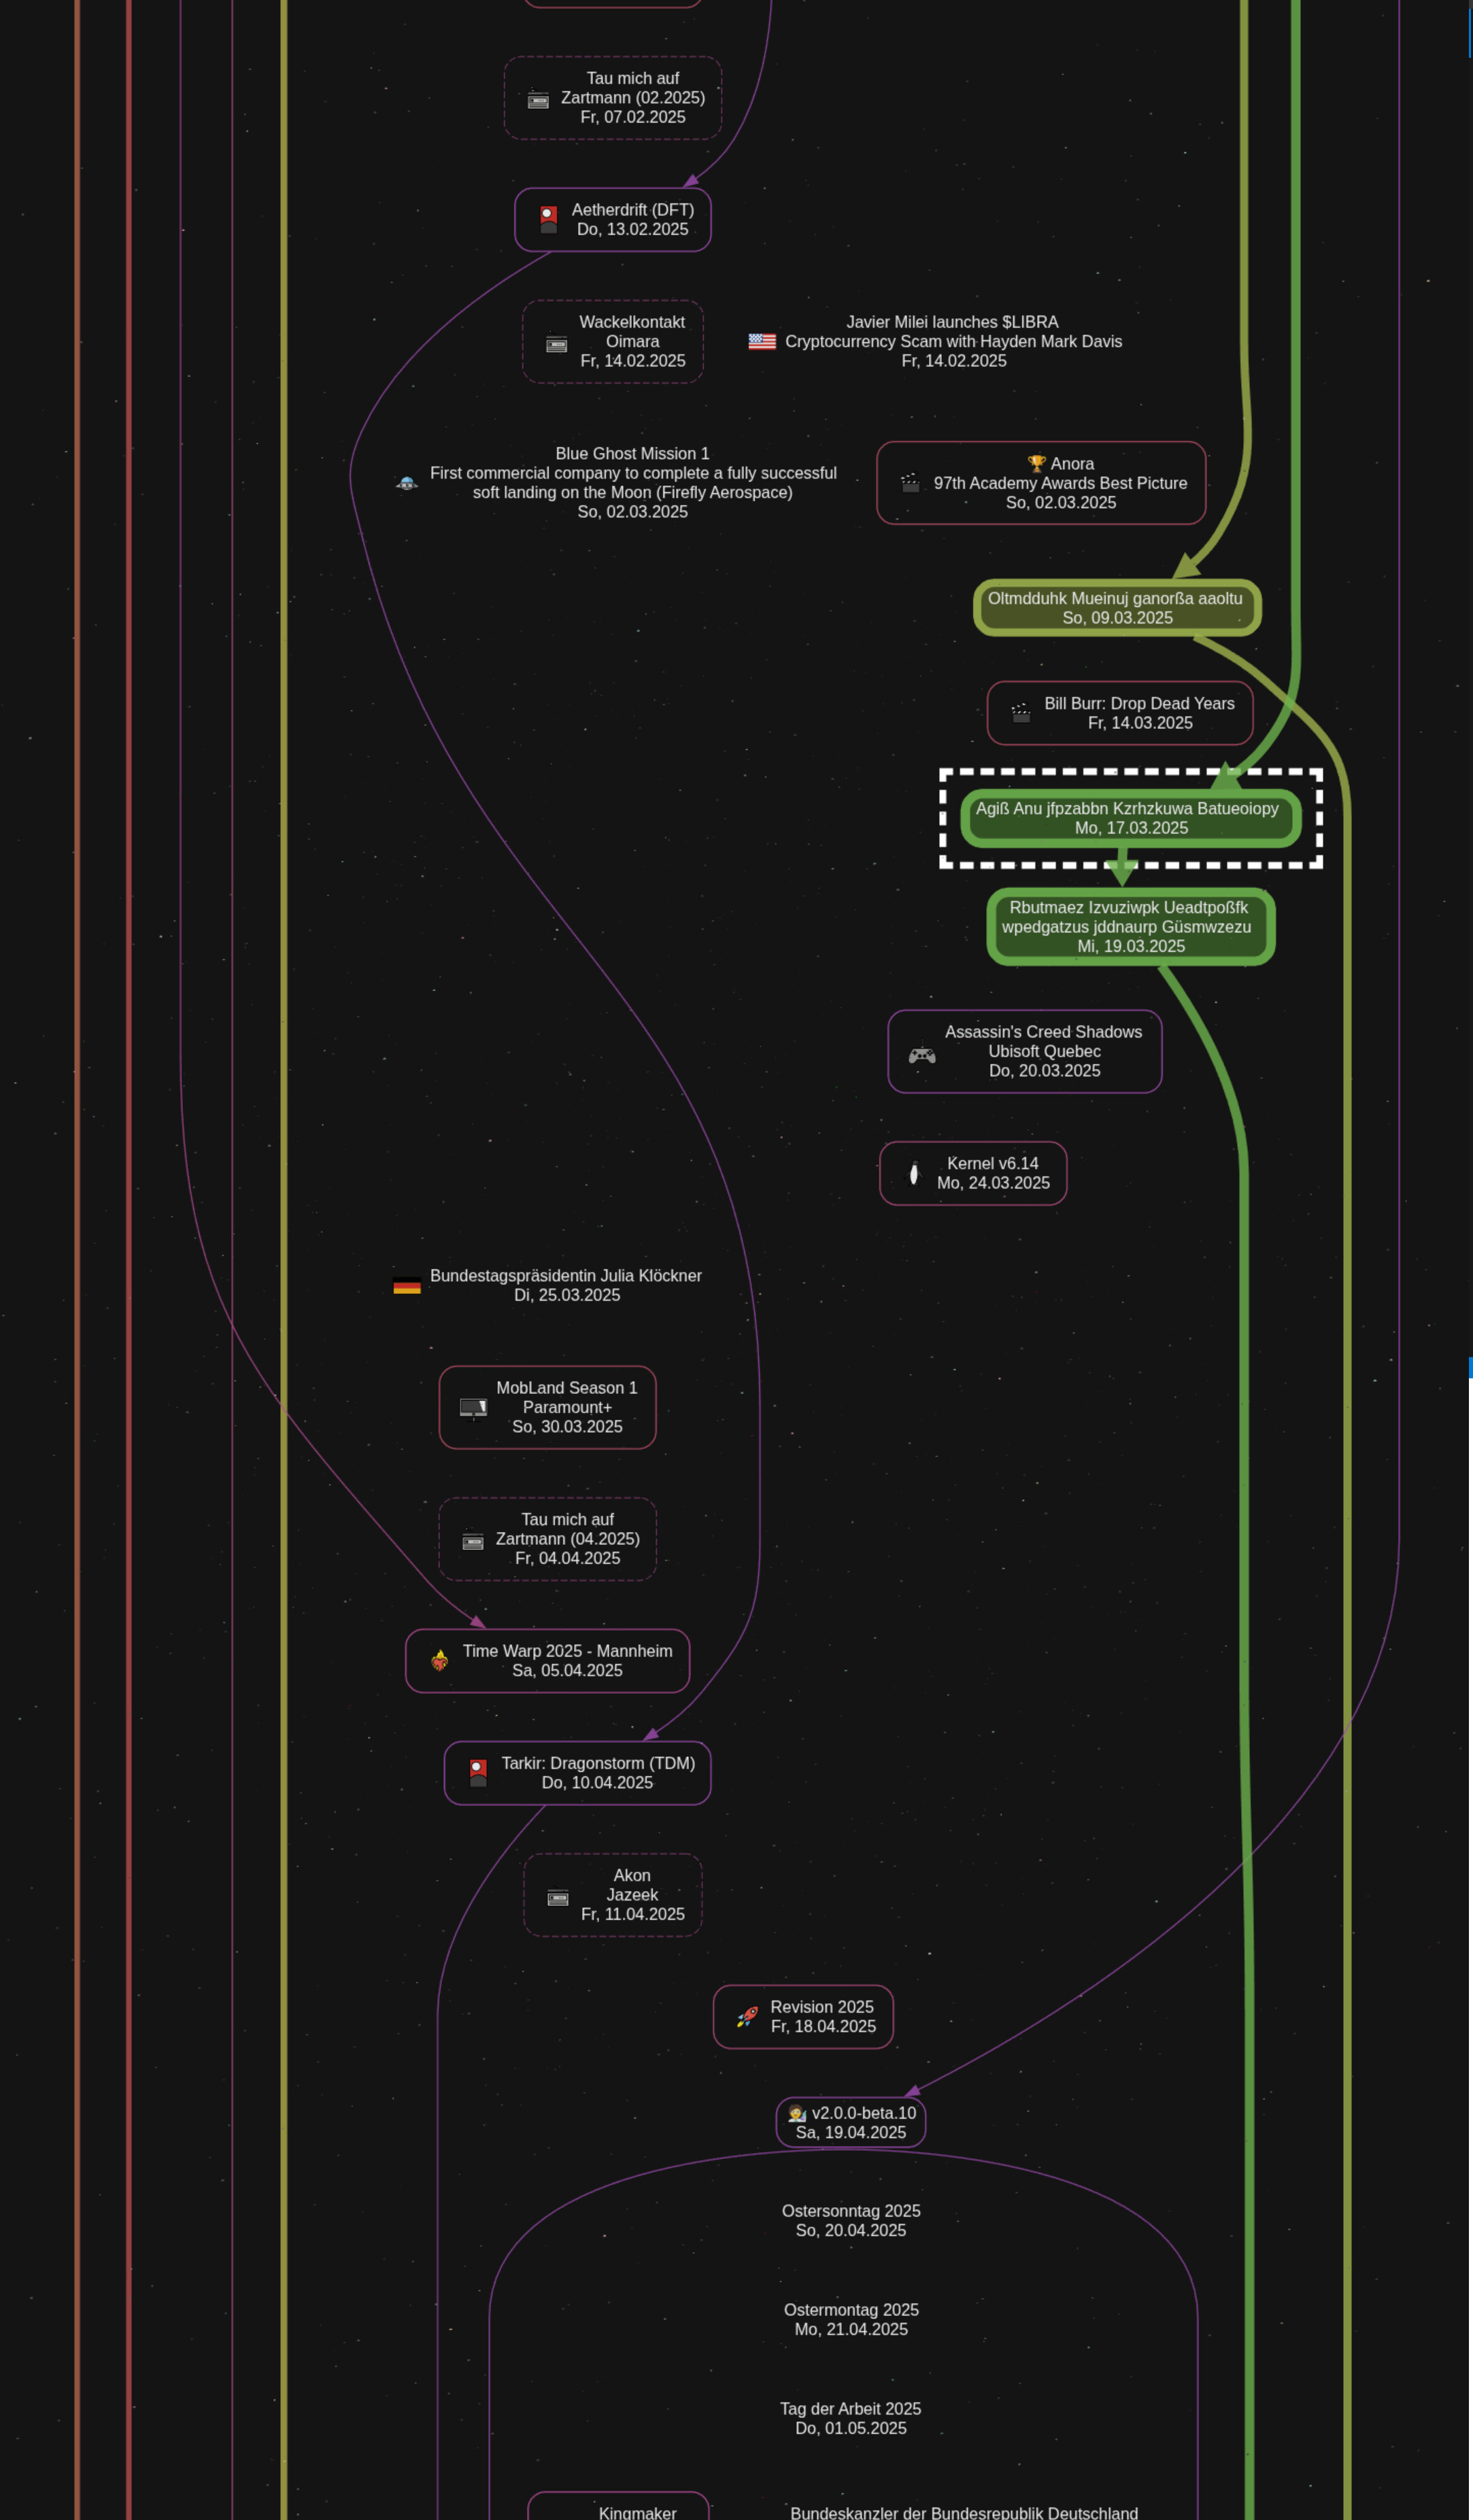 Tau mich auf
Zartmann (02.2025)
Fr, 07.02.2025
Aetherdrift (DFT)
Do, 13.02.2025
Wackelkontakt
Oimara
Fr, 14.02.2025
Javier Milei launches $LIBRA
Cryptocurrency Scam with Hayden Mark Davis
Fr, 14.02.2025
Blue Ghost Mission 1
First commercial company to complete a fully successful
soft landing on the Moon (Firefly Aerospace)
So, 02.03.2025
🏆 Anora
97th Academy Awards Best Picture
So, 02.03.2025
Oltmdduhk Mueinuj ganorßa aaoltu
So, 09.03.2025
Bill Burr: Drop Dead Years
Fr, 14.03.2025
Agiß Anu jfpzabbn Kzrhzkuwa Batueoiopy
Mo, 17.03.2025
Rbutmaez Izvuziwpk Ueadtpoßfk
wpedgatzus jddnaurp Güsmwzezu
Mi, 19.03.2025
Assassin's Creed Shadows
Ubisoft Quebec
Do, 20.03.2025
Kernel v6.14
Mo, 24.03.2025
Bundestagspräsidentin Julia Klöckner
Di, 25.03.2025
MobLand Season 1
Paramount+
So, 30.03.2025
Tau mich auf
Zartmann (04.2025)
Fr, 04.04.2025
Time Warp 2025 - Mannheim
Sa, 05.04.2025
Tarkir: Dragonstorm (TDM)
Do, 10.04.2025
Akon
Jazeek
Fr, 11.04.2025
Revision 2025
Fr, 18.04.2025
v2.0.0-beta.10
Sa, 19.04.2025
Ostersonntag 2025
So, 20.04.2025
Ostermontag 2025
Mo, 21.04.2025
Tag der Arbeit 2025
Do, 01.05.2025
Kingmaker
Bundeskanzler der Bundesrepublik Deutschland